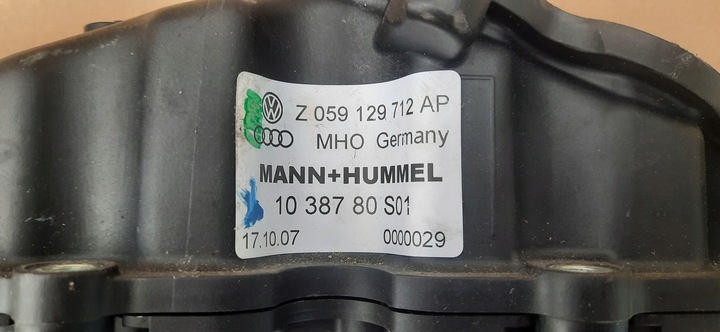 Z 059 129 712 AP
MHO Germany
MANN+HUMMEL
10 387 80 S01
17.10.07 0000029